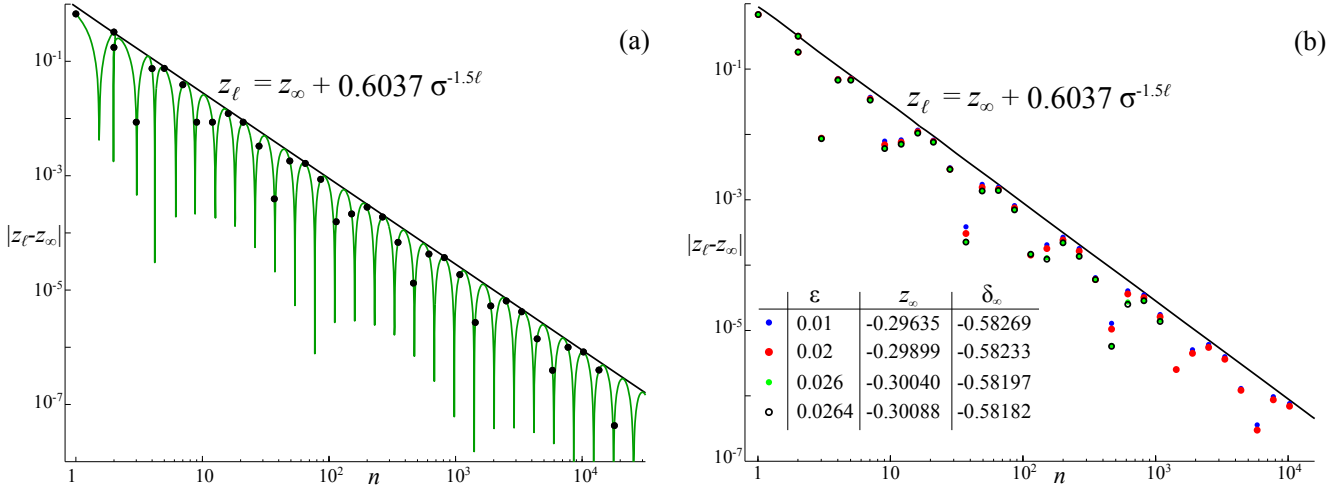 (a)
z_ℓ = z_∞ + 0.6037 σ^{-1.5ℓ}
|z_ℓ-z_∞|
10^{-1}
10^{-3}
10^{-5}
10^{-7}
1 10 10^{2} 10^{3} 10^{4}
n
(b)
z_ℓ = z_∞ + 0.6037 σ^{-1.5ℓ}
|z_ℓ-z_∞|
10^{-1}
10^{-3}
10^{-5}
10^{-7}
ε z_∞ δ_∞
0.01 -0.29635 -0.58269
0.02 -0.29899 -0.58233
0.026 -0.30040 -0.58197
0.0264 -0.30088 -0.58182
1 10 10^{2} 10^{3} 10^{4}
n